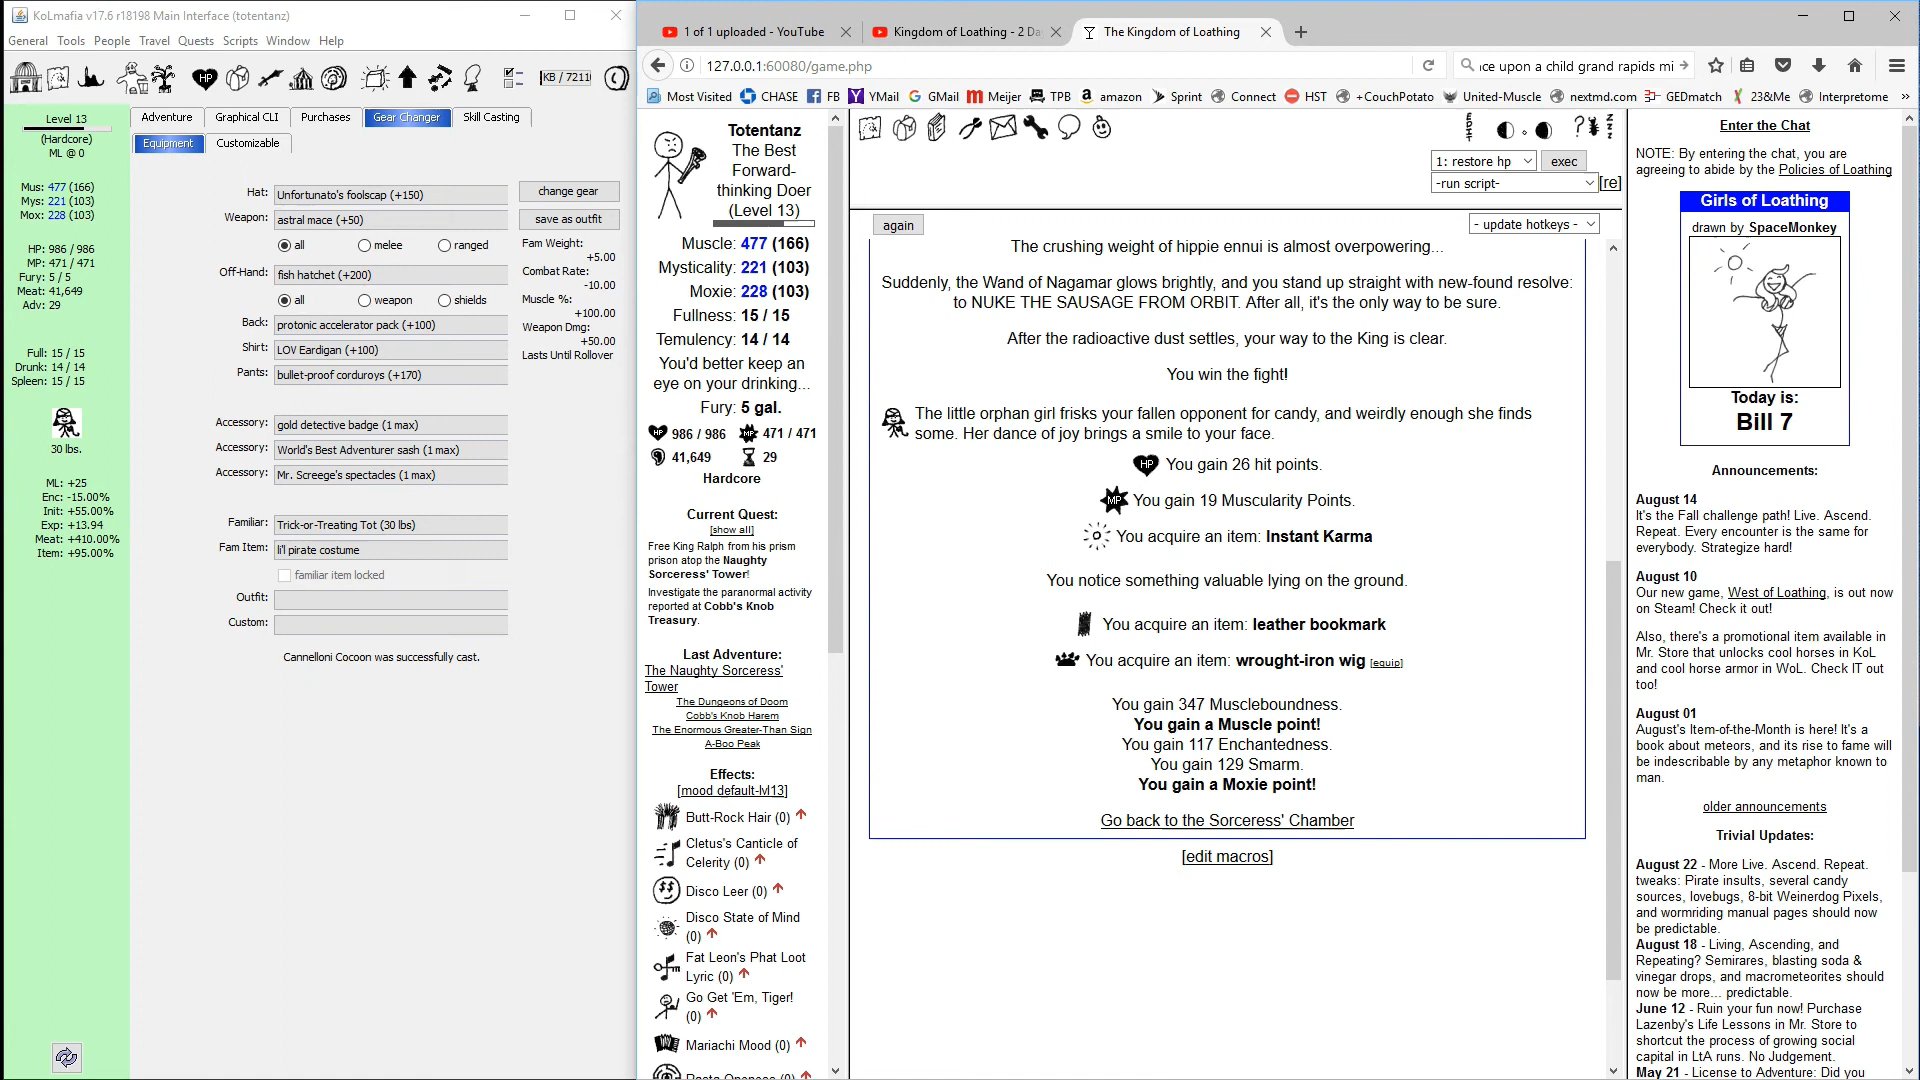 KoLmafia v17.6 r18198 Main Interface (totentanz)
General Tools People Travel Quests Scripts Window Help
HP
KB / 7211
Level 13
(Hardcore)
ML @ 0
Mus: 477 (166)
Mys: 221 (103)
Mox: 228 (103)
HP: 986 / 986
MP: 471 / 471
Fury: 5 / 5
Meat: 41,649
Adv: 29
Full: 15 / 15
Drunk: 14 / 14
Spleen: 15 / 15
30 lbs.
ML: +25
Enc: -15.00%
Init: +55.00%
Exp: +13.94
Meat: +410.00%
Item: +95.00%
Adventure Graphical CLI Purchases Gear Changer Skill Casting
Equipment Customizable
Hat: Unfortunato's foolscap (+150)
Weapon: astral mace (+50)
all melee ranged
Off-Hand: fish hatchet (+200)
all weapon shields
Back: protonic accelerator pack (+100)
Shirt: LOV Eardigan (+100)
Pants: bullet-proof corduroys (+170)
Accessory: gold detective badge (1 max)
Accessory: World's Best Adventurer sash (1 max)
Accessory: Mr. Screege's spectacles (1 max)
Familiar: Trick-or-Treating Tot (30 lbs)
Fam Item: li'l pirate costume
familiar item locked
Outfit:
Custom:
Cannelloni Cocoon was successfully cast.
change gear
save as outfit
Fam Weight:
+5.00
Combat Rate:
-10.00
Muscle %:
+100.00
Weapon Dmg:
+50.00
Lasts Until Rollover
1 of 1 uploaded - YouTube
Kingdom of Loathing - 2 Da
The Kingdom of Loathing
127.0.0.1:60080/game.php
ce upon a child grand rapids mi
Most Visited CHASE FB YMail GMail Meijer TPB amazon Sprint Connect HST +CouchPotato United-Muscle nextmd.com GEDmatch 23&Me Interpretome
Totentanz
The Best
Forward-
thinking Doer
(Level 13)
Muscle: 477 (166)
Mysticality: 221 (103)
Moxie: 228 (103)
Fullness: 15 / 15
Temulency: 14 / 14
You'd better keep an
eye on your drinking...
Fury: 5 gal.
HP 986 / 986 MP 471 / 471
41,649 29
Hardcore
Current Quest:
[show all]
Free King Ralph from his prism
prison atop the Naughty
Sorceress' Tower!
Investigate the paranormal activity
reported at Cobb's Knob
Treasury.
Last Adventure:
The Naughty Sorceress'
Tower
The Dungeons of Doom
Cobb's Knob Harem
The Enormous Greater-Than Sign
A-Boo Peak
Effects:
[mood default-lvl13]
Butt-Rock Hair (0)
Cletus's Canticle of
Celerity (0)
Disco Leer (0)
Disco State of Mind
(0)
Fat Leon's Phat Loot
Lyric (0)
Go Get 'Em, Tiger!
(0)
Mariachi Mood (0)
EDIT
1: restore hp exec
-run script- [re]
again
- update hotkeys -
The crushing weight of hippie ennui is almost overpowering...
Suddenly, the Wand of Nagamar glows brightly, and you stand up straight with new-found resolve:
to NUKE THE SAUSAGE FROM ORBIT. After all, it's the only way to be sure.
After the radioactive dust settles, your way to the King is clear.
You win the fight!
The little orphan girl frisks your fallen opponent for candy, and weirdly enough she finds
some. Her dance of joy brings a smile to your face.
HP You gain 26 hit points.
MP You gain 19 Muscularity Points.
You acquire an item: Instant Karma
You notice something valuable lying on the ground.
You acquire an item: leather bookmark
You acquire an item: wrought-iron wig [equip]
You gain 347 Muscleboundness.
You gain a Muscle point!
You gain 117 Enchantedness.
You gain 129 Smarm.
You gain a Moxie point!
Go back to the Sorceress' Chamber
[edit macros]
Enter the Chat
NOTE: By entering the chat, you are
agreeing to abide by the Policies of Loathing
Girls of Loathing
drawn by SpaceMonkey
Today is:
Bill 7
Announcements:
August 14
It's the Fall challenge path! Live. Ascend.
Repeat. Every encounter is the same for
everybody. Strategize hard!
August 10
Our new game, West of Loathing, is out now
on Steam! Check it out!
Also, there's a promotional item available in
Mr. Store that unlocks cool horses in KoL
and cool horse armor in WoL. Check IT out
too!
August 01
August's Item-of-the-Month is here! It's a
book about meteors, and its rise to fame will
be indescribable by any metaphor known to
man.
older announcements
Trivial Updates:
August 22 - More Live. Ascend. Repeat.
tweaks: Pirate insults, several candy
sources, lovebugs, 8-bit Weinerdog Pixels,
and wormriding manual pages should now
be predictable.
August 18 - Living, Ascending, and
Repeating? Semirares, blasting soda &
vinegar drops, and macrometeorites should
now be more... predictable.
June 12 - Ruin your fun now! Purchase
Lazenby's Life Lessons in Mr. Store to
shortcut the process of growing social
capital in LtA runs. No Judgement.
May 21 - License to Adventure: Did you